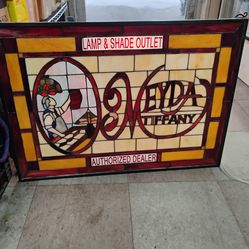 LAMP & SHADE OUTLET
MEYDA
TIFFANY
AUTHORIZED DEALER